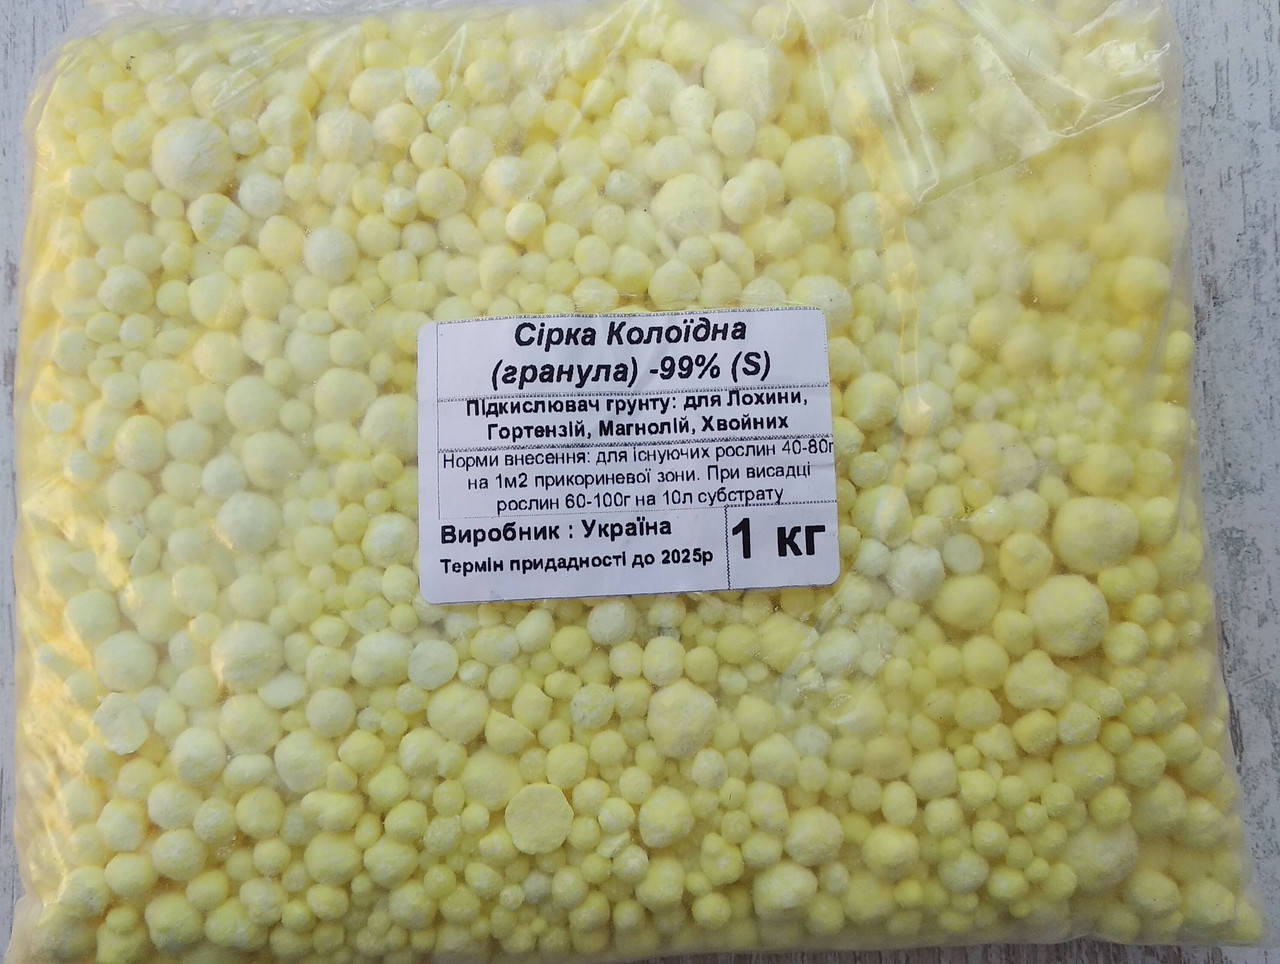 Сірка Колоїдна
(гранула) -99% (S)
Підкислювач грунту: для Лохини,
Гортензій, Магнолій, Хвойних
Норми внесення: для існуючих рослин 40-80г
на 1м2 прикориневої зони. При висадці
рослин 60-100г на 10л субстрату
Виробник : Україна
1 кг
Термін придадності до 2025р